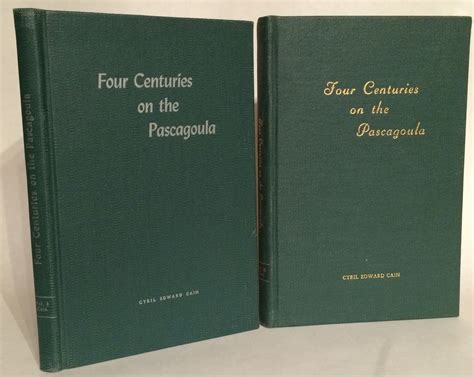 Four Centuries on the Pascagoula
Four Centuries
on the
Pascagoula
CYRIL EDWARD CAIN
Four Centuries
on the
Pascagoula
CYRIL EDWARD CAIN